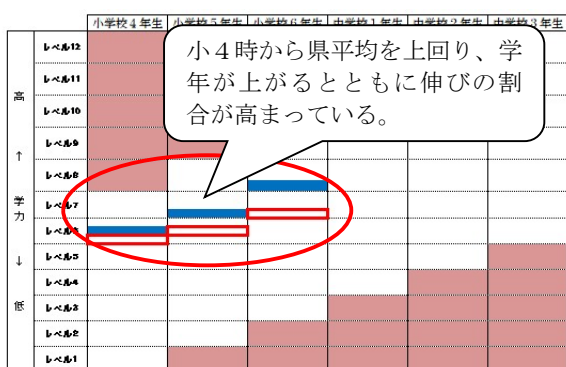 小学校４年生 小学校５年生 小学校６年生 中学校１年生 中学校２年生 中学校３年生
小４時から県平均を上回り、学
年が上がるとともに伸びの割
合が高まっている。
高
↑
学
力
↓
低
レベル12
レベル11
レベル10
レベル9
レベル8
レベル7
レベル6
レベル5
レベル4
レベル3
レベル2
レベル1